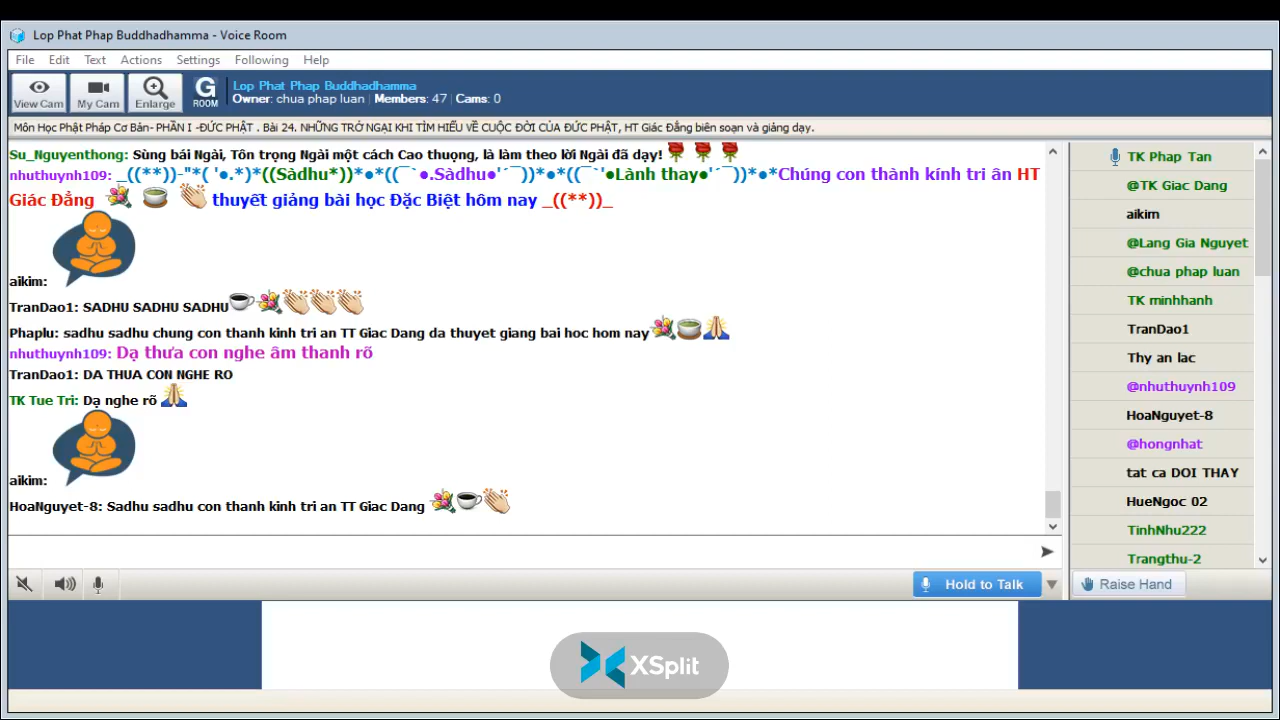 Lop Phat Phap Buddhadhamma - Voice Room
File Edit Text Actions Settings Following Help
View Cam My Cam Enlarge G ROOM
Lop Phat Phap Buddhadhamma
Owner: chua phap luan | Members: 47 | Cams: 0
Môn Học Phật Pháp Cơ Bản- PHẦN I -ĐỨC PHẬT . Bài 24. NHỮNG TRỞ NGẠI KHI TÌM HIỂU VỀ CUỘC ĐỜI CỦA ĐỨC PHẬT, HT Giác Đẳng biên soạn và giảng dạy.
Su_Nguyenthong: Sùng bái Ngài, Tôn trọng Ngài một cách Cao thuọng, là làm theo lời Ngài đã dạy!
nhuthuynh109: _((**))-"*( '●.*)*((Sàdhu*))*●*((¯`●.Sàdhu●'´¯))*●*((¯`'●Lành thay●'´¯))*●*Chúng con thành kính tri ân HT
Giác Đẳng thuyết giảng bài học Đặc Biệt hôm nay _((**))_
aikim:
TranDao1: SADHU SADHU SADHU
Phaplu: sadhu sadhu chung con thanh kinh tri an TT Giac Dang da thuyet giang bai hoc hom nay
nhuthuynh109: Dạ thưa con nghe âm thanh rõ
TranDao1: DA THUA CON NGHE RO
TK Tue Tri: Dạ nghe rõ
aikim:
HoaNguyet-8: Sadhu sadhu con thanh kinh tri an TT Giac Dang
TK Phap Tan
@TK Giac Dang
aikim
@Lang Gia Nguyet
@chua phap luan
TK minhhanh
TranDao1
Thy an lac
@nhuthuynh109
HoaNguyet-8
@hongnhat
tat ca DOI THAY
HueNgoc 02
TinhNhu222
Trangthu-2
Hold to Talk
Raise Hand
XSplit